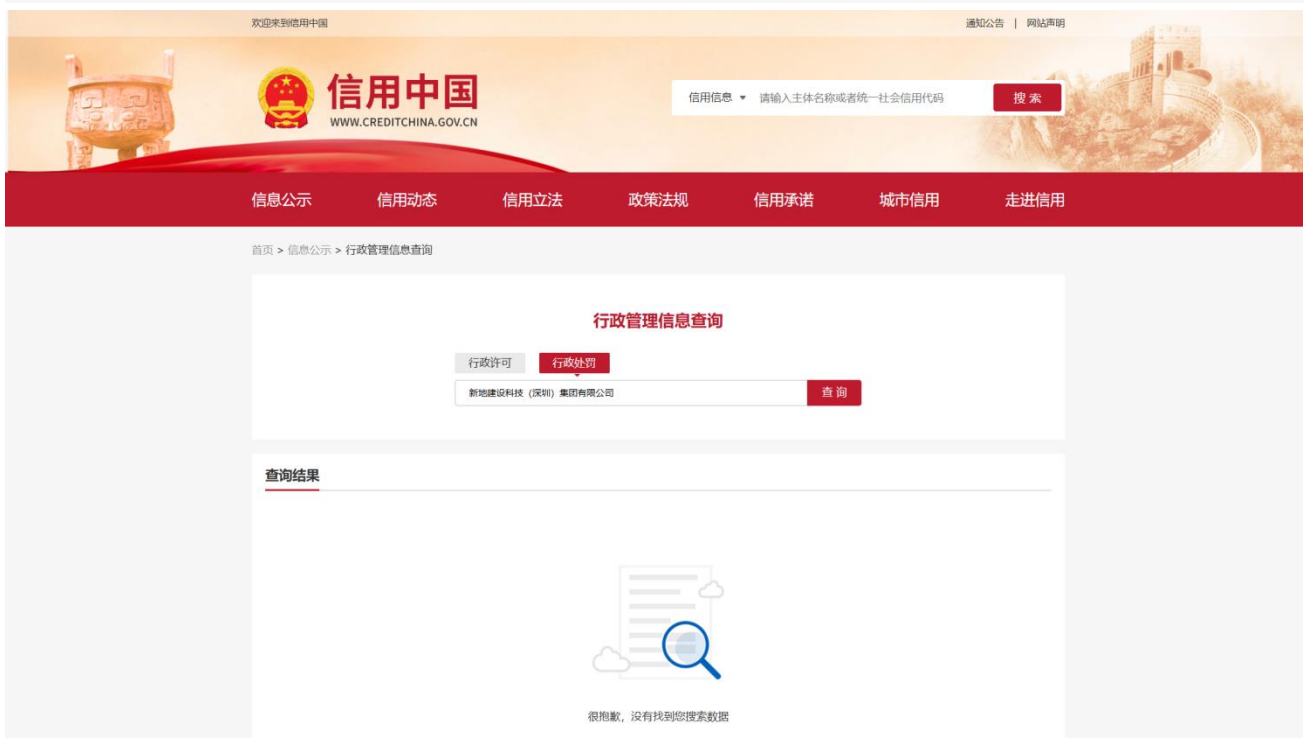 欢迎来到信用中国
通知公告 | 网站声明
信用中国
WWW.CREDITCHINA.GOV.CN
信用信息 请输入主体名称或者统一社会信用代码 搜索
信息公示 信用动态 信用立法 政策法规 信用承诺 城市信用 走进信用
首页 > 信息公示 > 行政管理信息查询
行政管理信息查询
行政许可 行政处罚
新地建设科技（深圳）集团有限公司 查询
查询结果
很抱歉，没有找到您搜索数据